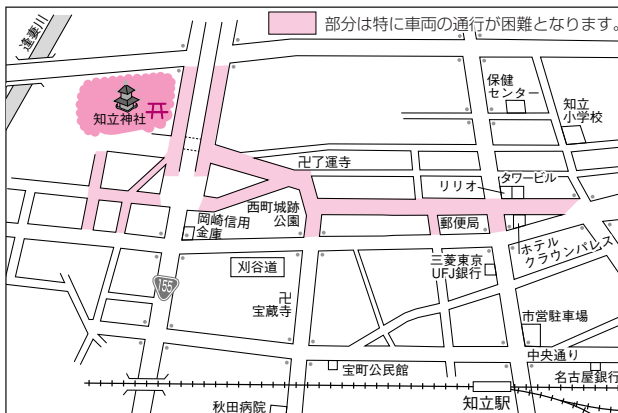 部分は特に車両の通行が困難となります。
逢妻川
保健
センター
知立
小学校
知立神社
卍了運寺
タワービル
リリオ
西町城跡
公園
岡崎信用
金庫
郵便局
ホテル
クラウンパレス
刈谷道
三菱東京
UFJ銀行
155
卍
宝蔵寺
市営駐車場
中央通り
宝町公民館
名古屋銀行
知立駅
秋田病院